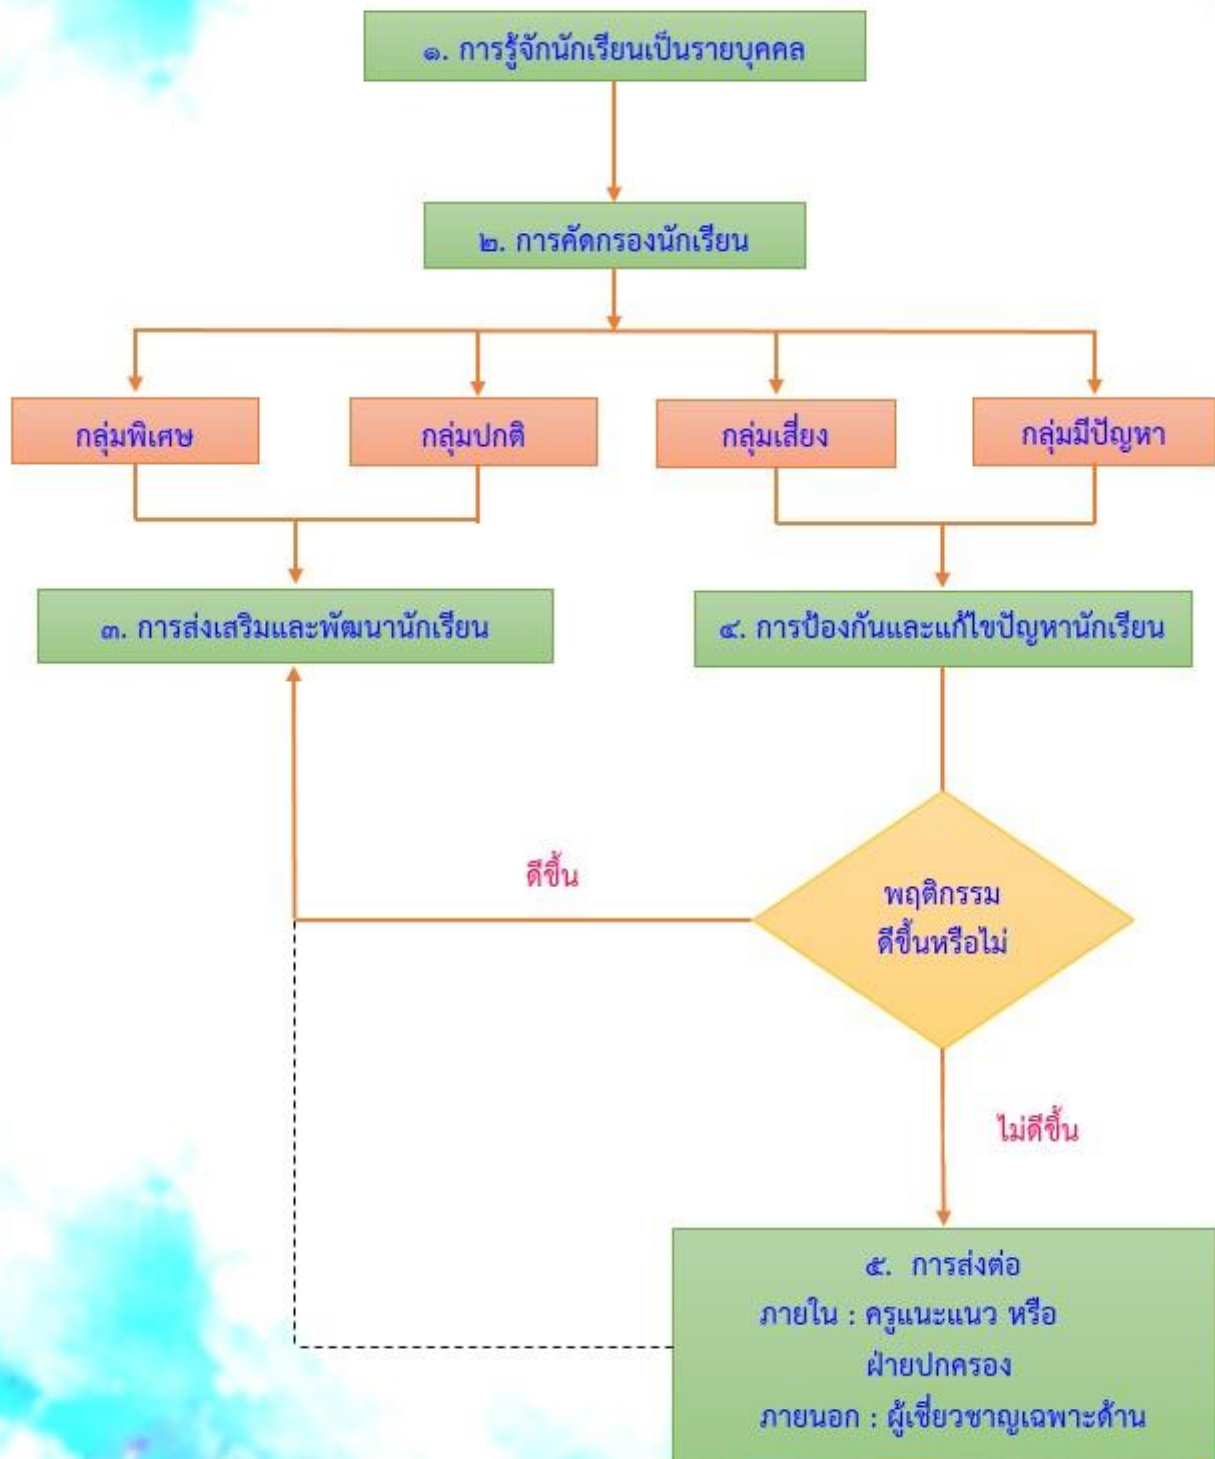 ๑. การรู้จักนักเรียนเป็นรายบุคคล
๒. การคัดกรองนักเรียน
กลุ่มพิเศษ
กลุ่มปกติ
กลุ่มเสี่ยง
กลุ่มมีปัญหา
๓. การส่งเสริมและพัฒนานักเรียน
๔. การป้องกันและแก้ไขปัญหานักเรียน
ดีขึ้น
พฤติกรรม
ดีขึ้นหรือไม่
ไม่ดีขึ้น
๕. การส่งต่อ
ภายใน : ครูแนะแนว หรือ
ฝ่ายปกครอง
ภายนอก : ผู้เชี่ยวชาญเฉพาะด้าน